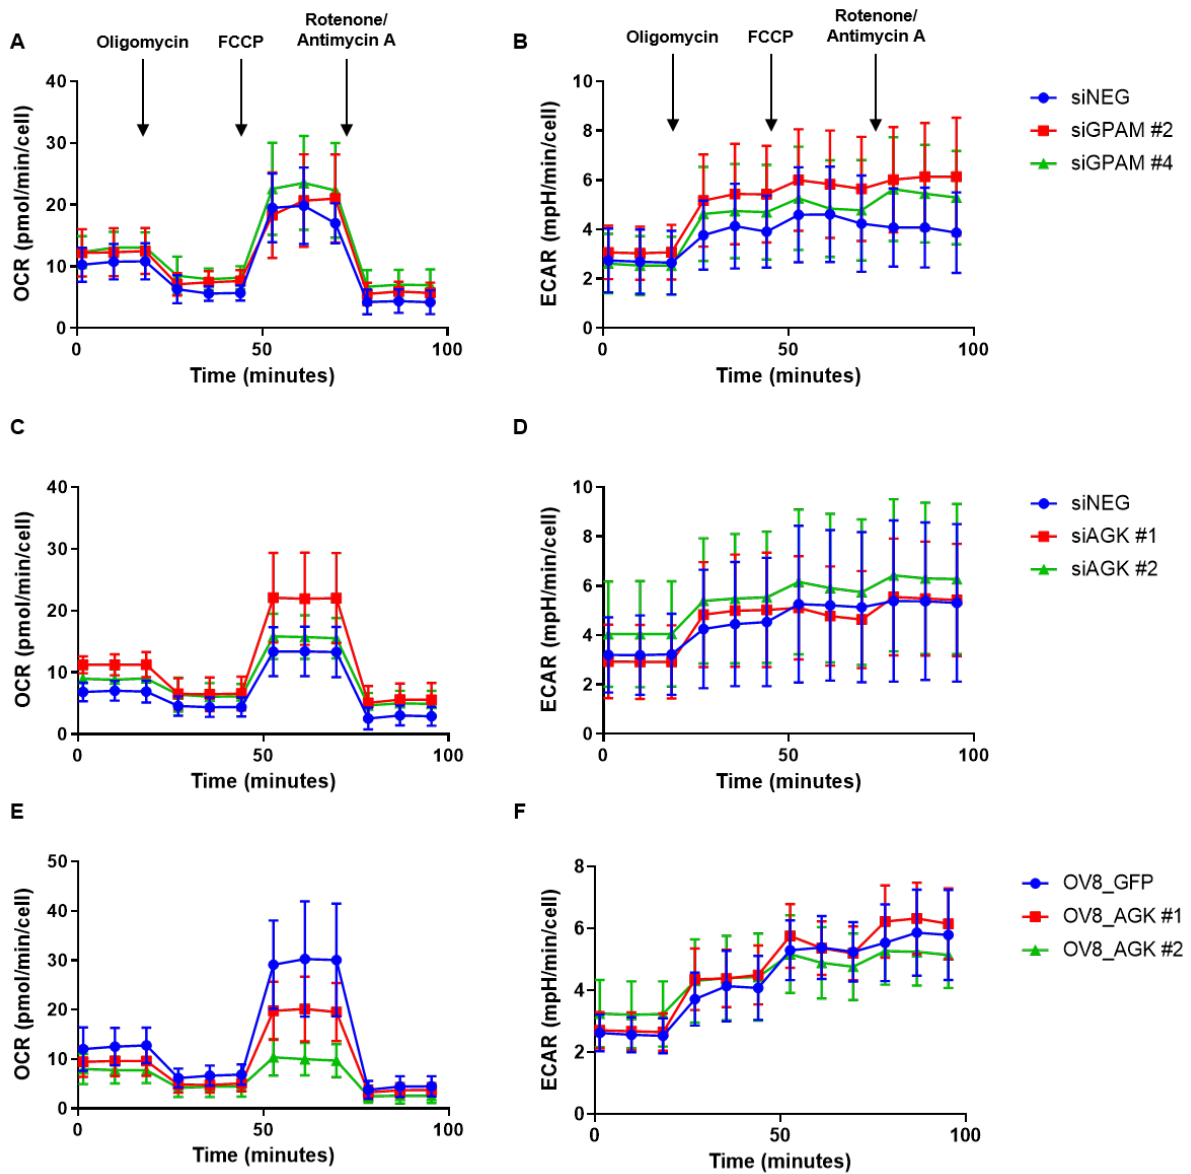 A
Oligomycin
FCCP
Rotenone/
Antimycin A
OCR (pmol/min/cell)
40
30
20
10
0
0
50
100
Time (minutes)
B
Oligomycin
FCCP
Rotenone/
Antimycin A
ECAR (mpH/min/cell)
10
8
6
4
2
0
0
50
100
Time (minutes)
siNEG
siGPAM #2
siGPAM #4
C
OCR (pmol/min/cell)
40
30
20
10
0
0
50
100
Time (minutes)
D
ECAR (mpH/min/cell)
10
8
6
4
2
0
0
50
100
Time (minutes)
siNEG
siAGK #1
siAGK #2
E
OCR (pmol/min/cell)
50
40
30
20
10
0
0
50
100
Time (minutes)
F
ECAR (mpH/min/cell)
8
6
4
2
0
0
50
100
Time (minutes)
OV8_GFP
OV8_AGK #1
OV8_AGK #2